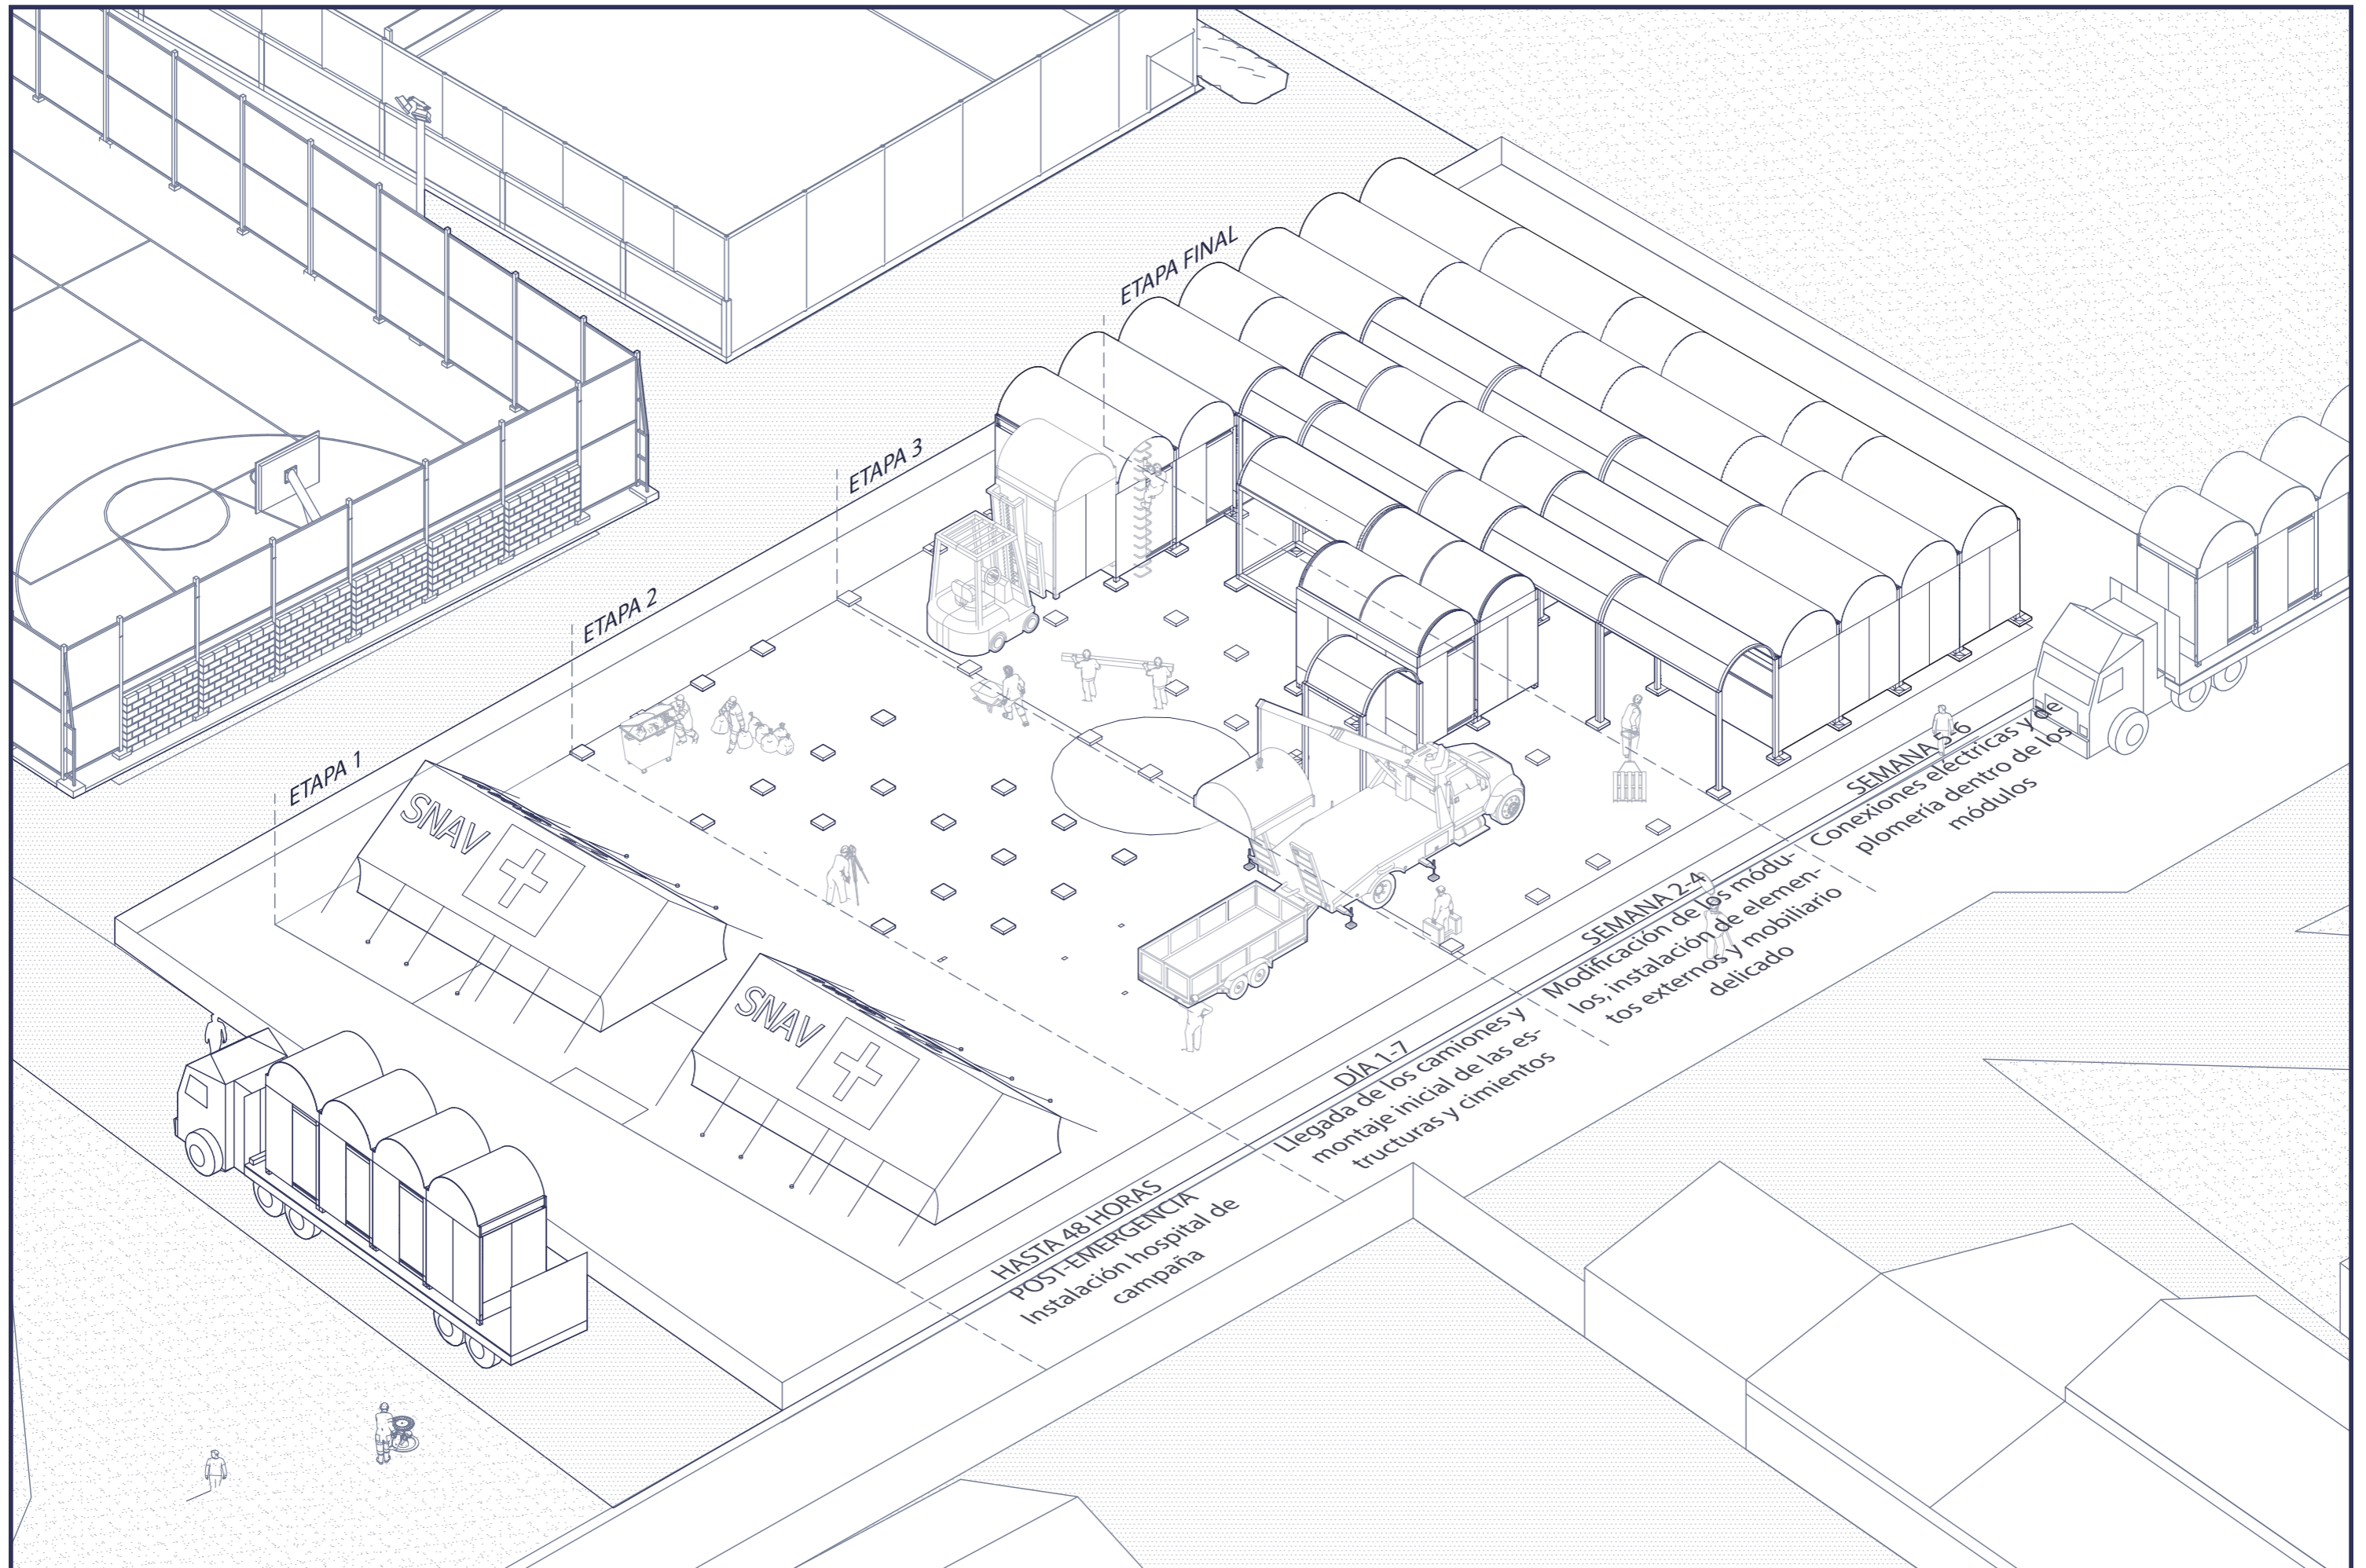 ETAPA 1
ETAPA 2
ETAPA 3
ETAPA FINAL
SNAV
SNAV
HASTA 48 HORAS
POST-EMERGENCIA
Instalación hospital de
campaña
DÍA 1-7
Llegada de los camiones y
montaje inicial de las es-
tructuras y cimientos
SEMANA 2-4
Modificación de los módu-
los, instalación de elemen-
tos externos y mobiliario
delicado
SEMANA 5-6
Conexiones eléctricas y de
plomería dentro de los
módulos